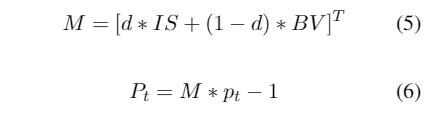 M = [d ∗ IS + (1 − d) ∗ BV]^T (5)
P_t = M ∗ p_t − 1 (6)